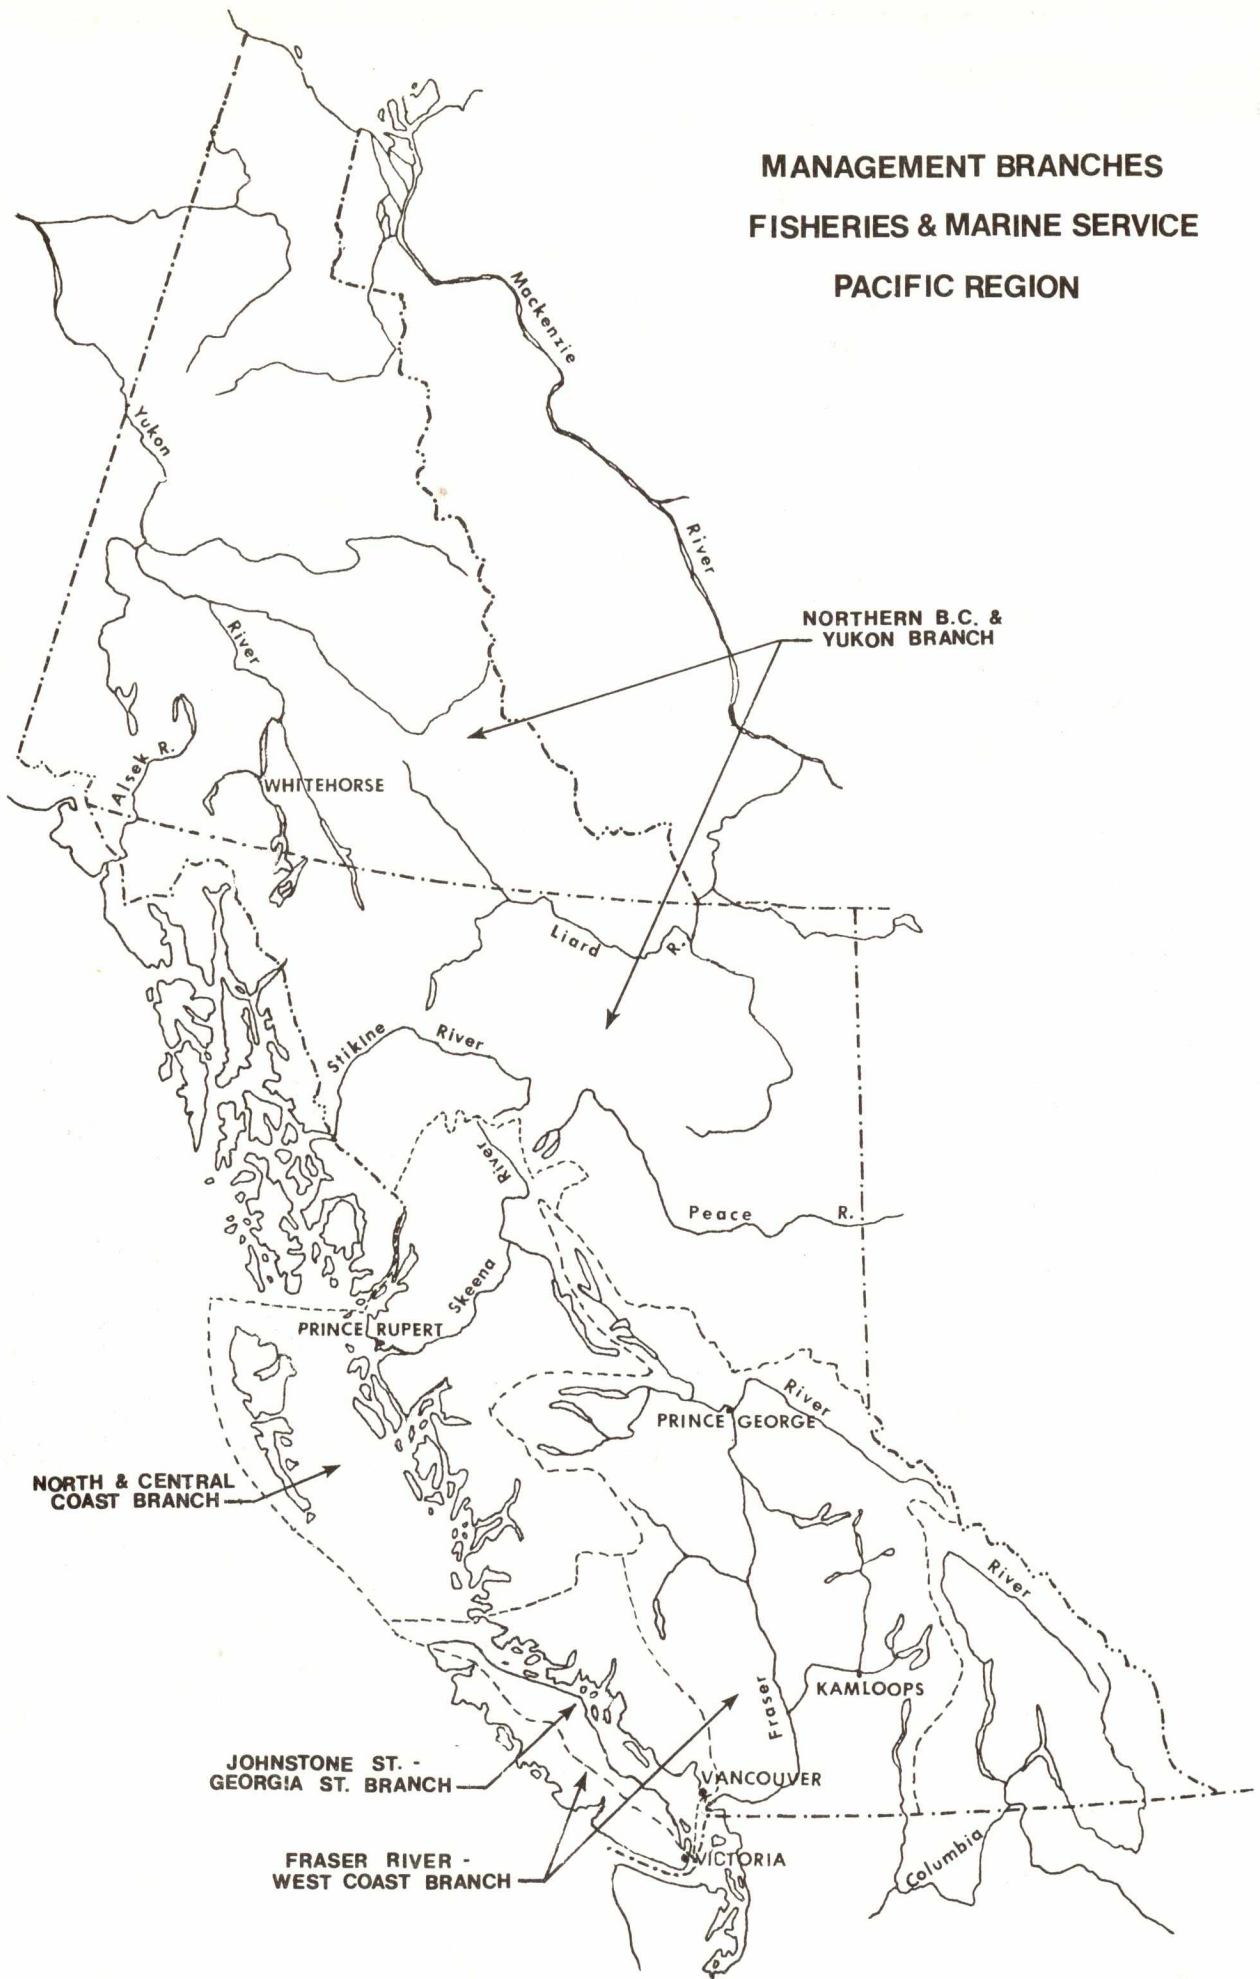 MANAGEMENT BRANCHES
FISHERIES & MARINE SERVICE
PACIFIC REGION
Mackenzie
River
Yukon
River
NORTHERN B.C. &
YUKON BRANCH
Alsek R.
WHITEHORSE
Liard R.
Stikine River
River
Skeena
Peace R.
PRINCE RUPERT
PRINCE GEORGE
River
NORTH & CENTRAL
COAST BRANCH
River
Fraser
KAMLOOPS
JOHNSTONE ST. -
GEORGIA ST. BRANCH
VANCOUVER
FRASER RIVER -
WEST COAST BRANCH
VICTORIA
Columbia